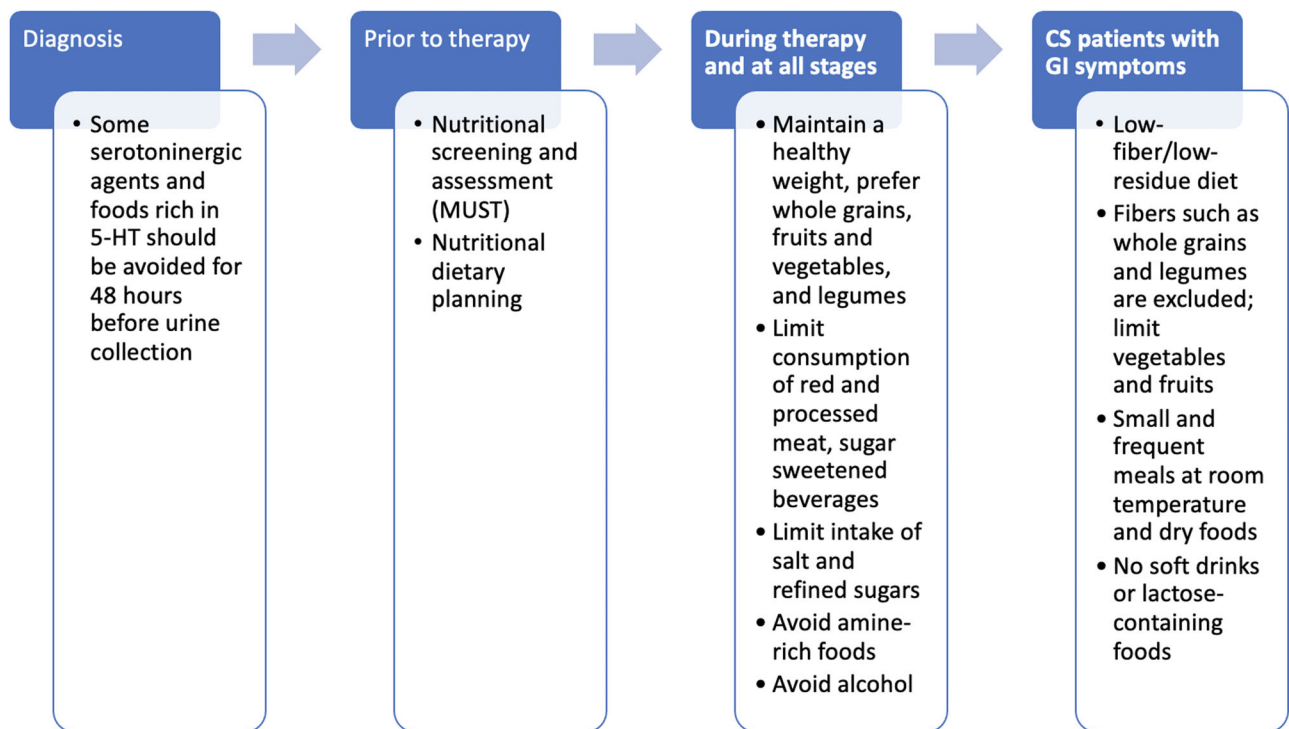 Diagnosis
• Some
serotoninergic
agents and
foods rich in
5-HT should
be avoided for
48 hours
before urine
collection
Prior to therapy
• Nutritional
screening and
assessment
(MUST)
• Nutritional
dietary
planning
During therapy
and at all stages
• Maintain a
healthy
weight, prefer
whole grains,
fruits and
vegetables,
and legumes
• Limit
consumption
of red and
processed
meat, sugar
sweetened
beverages
• Limit intake of
salt and
refined sugars
• Avoid amine-
rich foods
• Avoid alcohol
CS patients with
GI symptoms
• Low-
fiber/low-
residue diet
• Fibers such as
whole grains
and legumes
are excluded;
limit
vegetables
and fruits
• Small and
frequent
meals at room
temperature
and dry foods
• No soft drinks
or lactose-
containing
foods